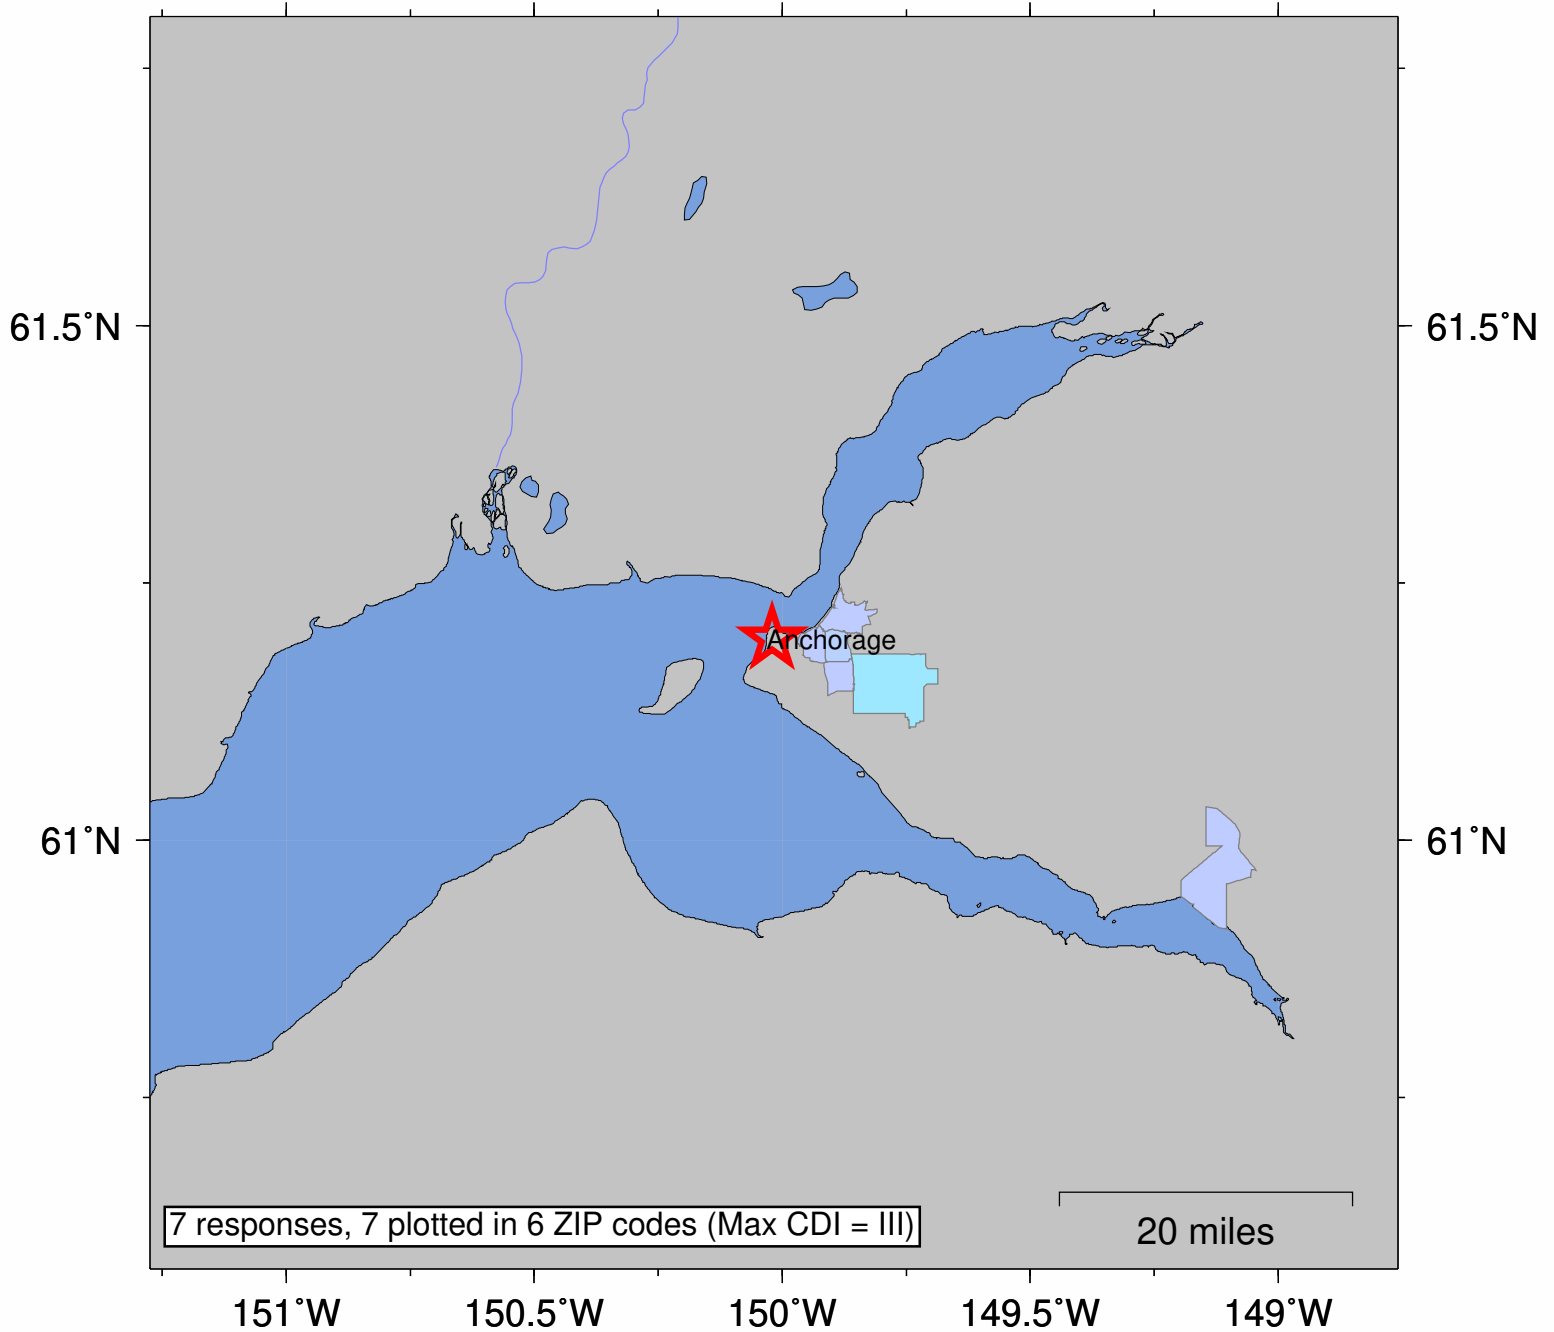 61.5˚N
61.5˚N
Anchorage
61˚N
61˚N
7 responses, 7 plotted in 6 ZIP codes (Max CDI = III)
20 miles
151˚W
150.5˚W
150˚W
149.5˚W
149˚W